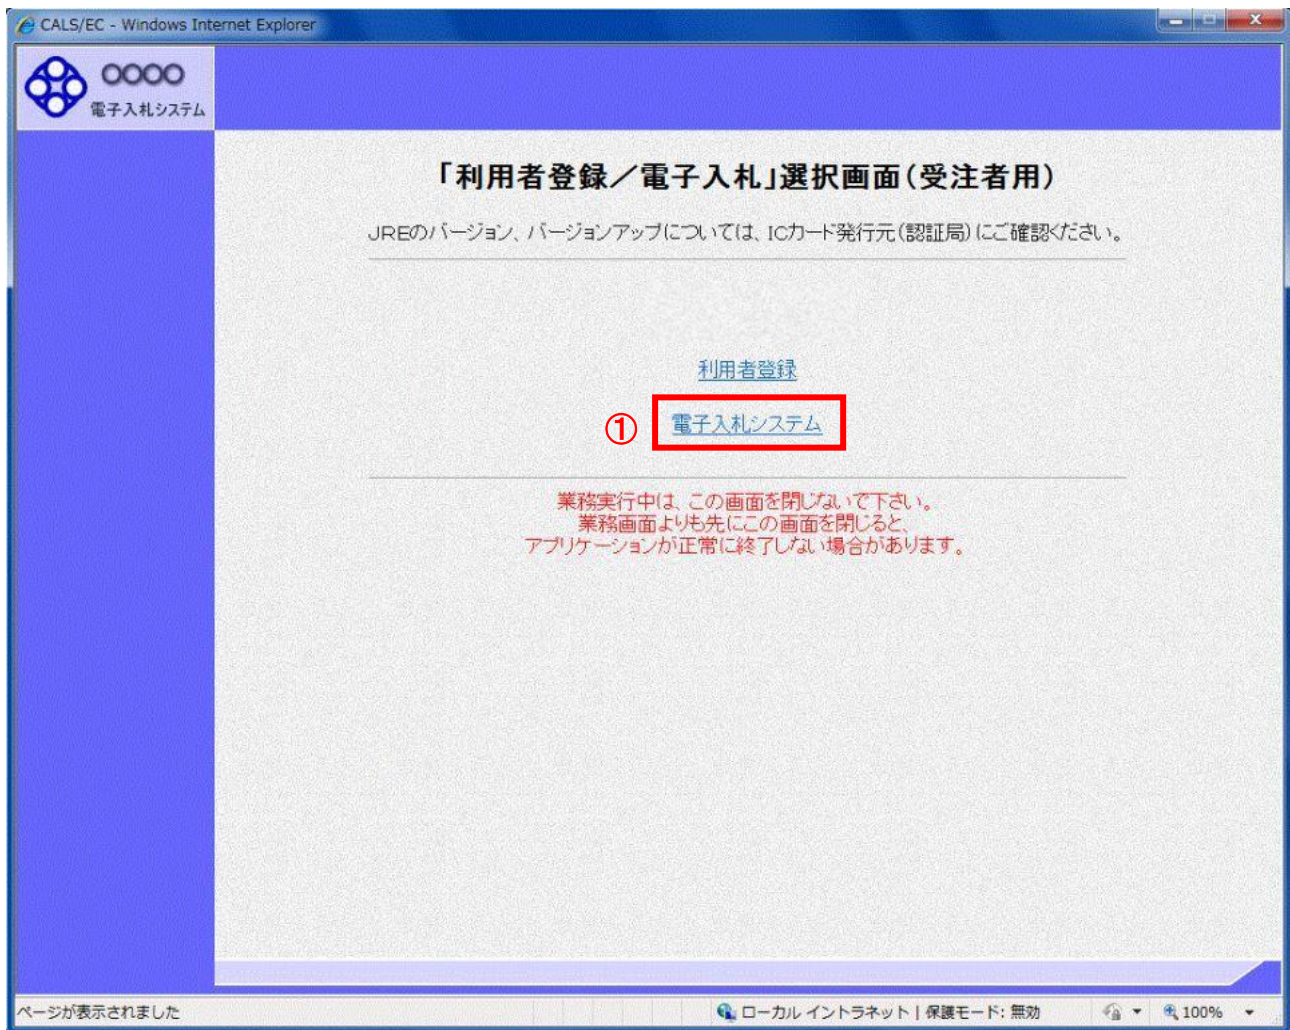 CALS/EC - Windows Internet Explorer
○○○○
電子入札システム
「利用者登録／電子入札」選択画面（受注者用）
JREのバージョン、バージョンアップについては、ICカード発行元（認証局）にご確認ください。
利用者登録
① 電子入札システム
業務実行中は、この画面を閉じないで下さい。
業務画面よりも先にこの画面を閉じると、
アプリケーションが正常に終了しない場合があります。
ページが表示されました ローカル イントラネット | 保護モード: 無効 100%